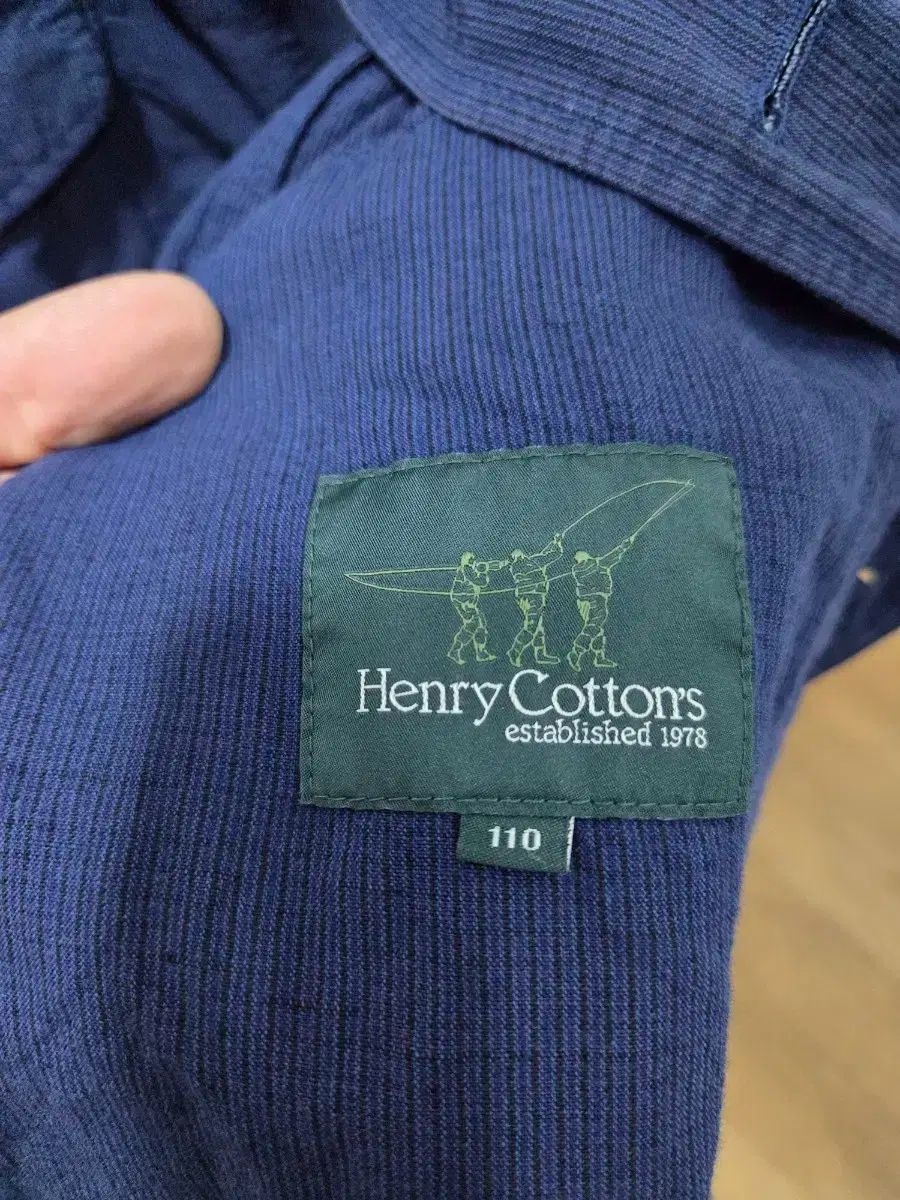 Henry Cotton's
established 1978
110